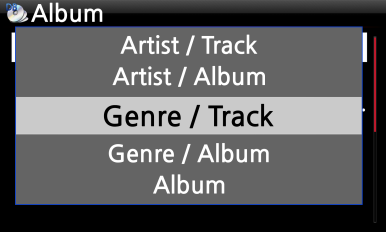 Album
Artist / Track
Artist / Album
Genre / Track
Genre / Album
Album